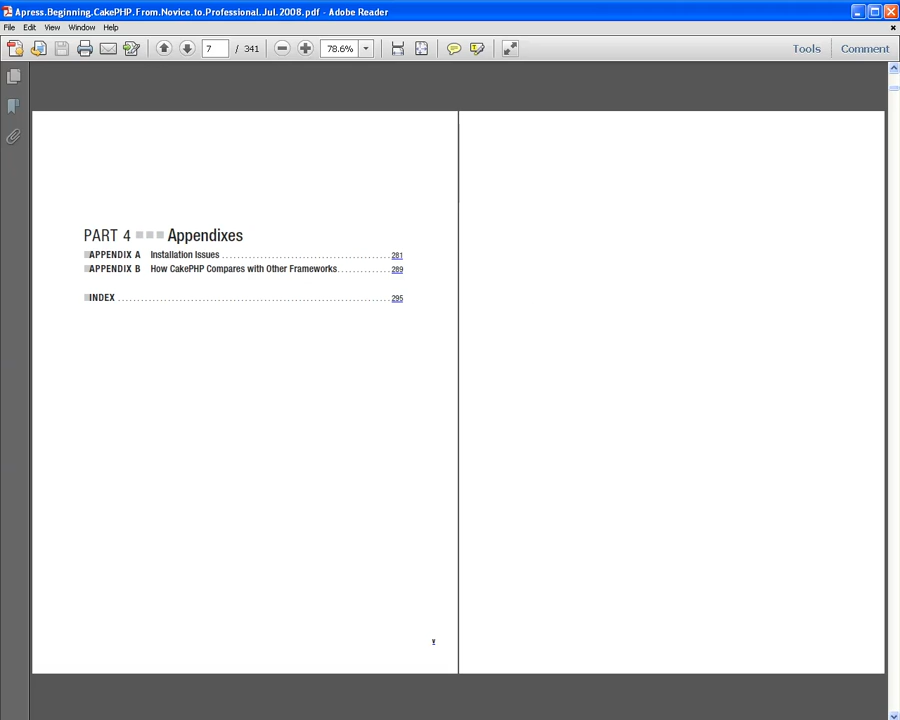 Apress.Beginning.CakePHP.From.Novice.to.Professional.Jul.2008.pdf - Adobe Reader
File Edit View Window Help
7 / 341 78.6% Tools Comment
PART 4 Appendixes
APPENDIX A Installation Issues 281
APPENDIX B How CakePHP Compares with Other Frameworks 289
INDEX 295
v